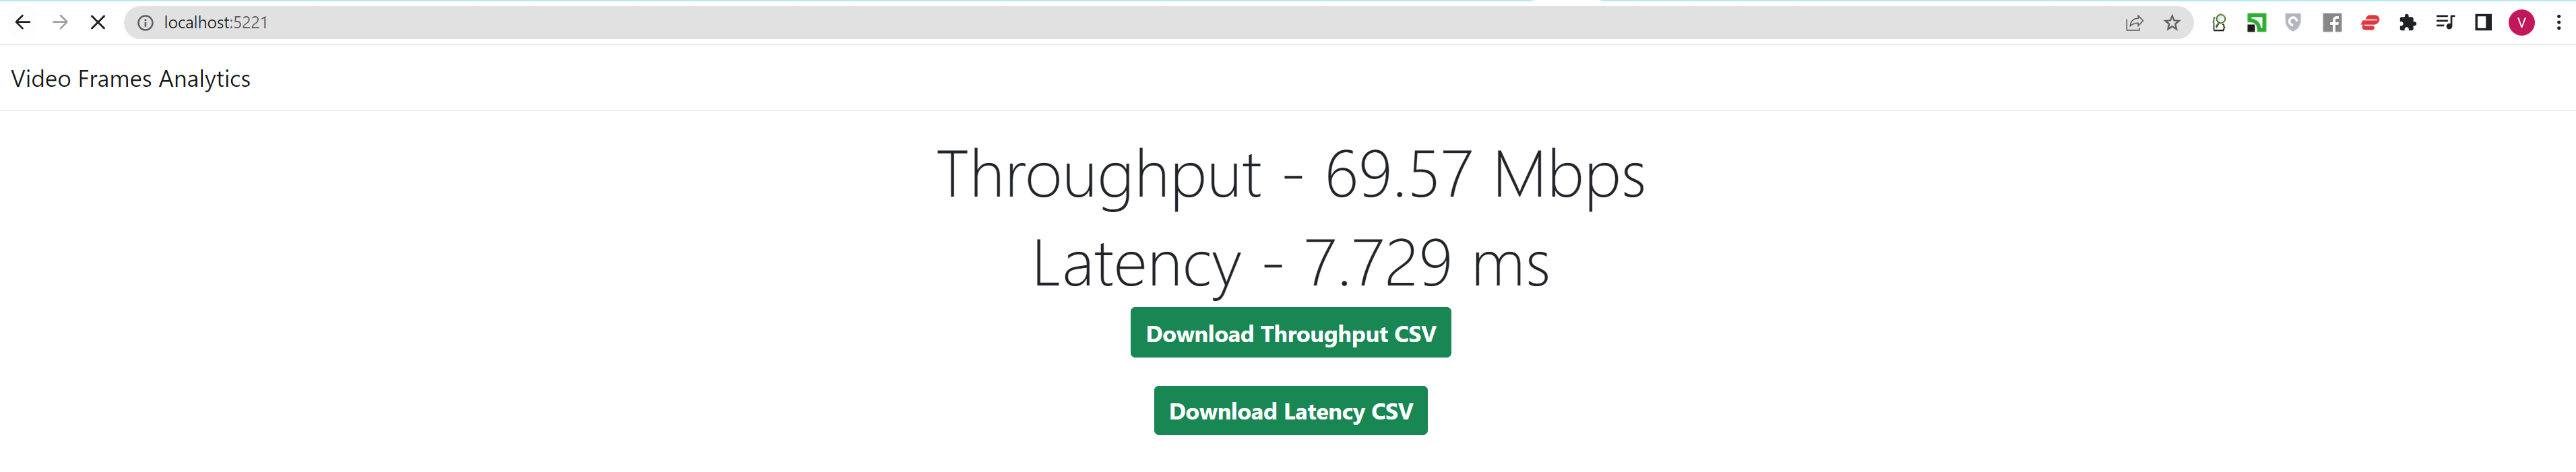 localhost:5221
V
Video Frames Analytics
Throughput - 69.57 Mbps
Latency - 7.729 ms
Download Throughput CSV
Download Latency CSV